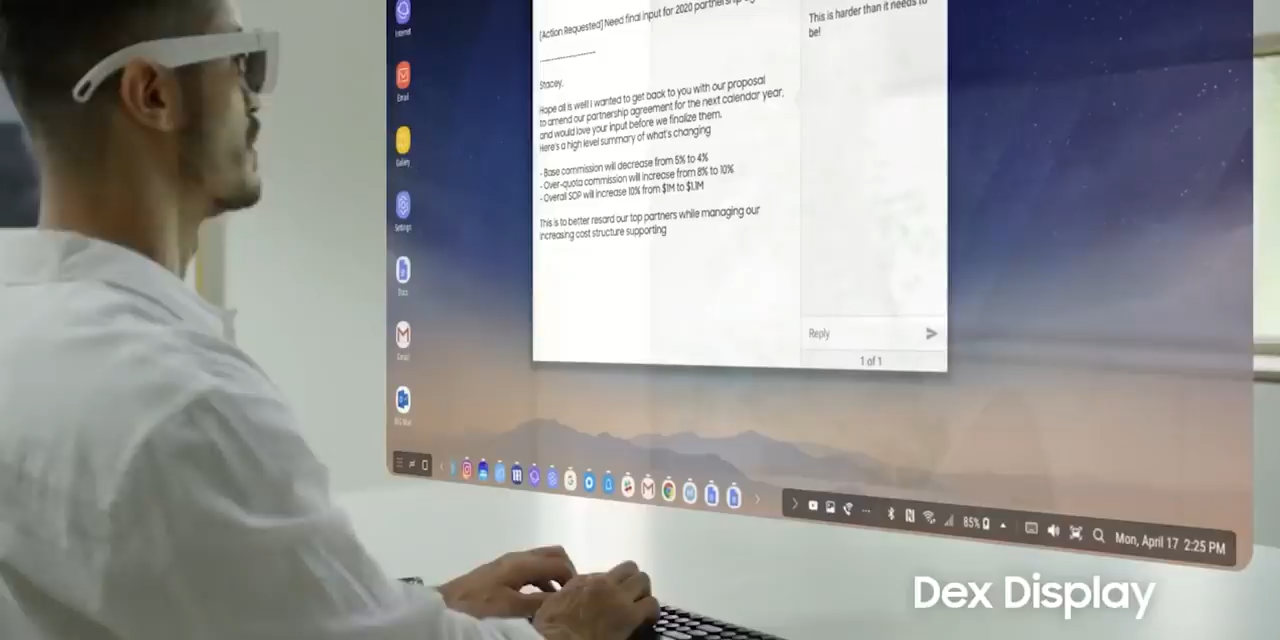 Internet
Email
Gallery
Settings
Docs
Gmail
[Action Requested] Need final input for 2020
Stacey,
Hope all is well! I wanted to get back to you with our proposal
to amend our partnership agreement for the next calendar year,
and would love your input before we finalize them.
Here's a high level summary of what's changing
- Base commission will decrease from 5% to 4%
- Over-quota commission will increase from 8% to 10%
- Overall SOP will increase 10% from $1M to $1.1M
This is to better resard our top partners while managing our
increasing cost structure supporting
This is harder than it needs to
be!
Reply
1 of 1
85%
Mon, April 17 2:25 PM
Dex Display